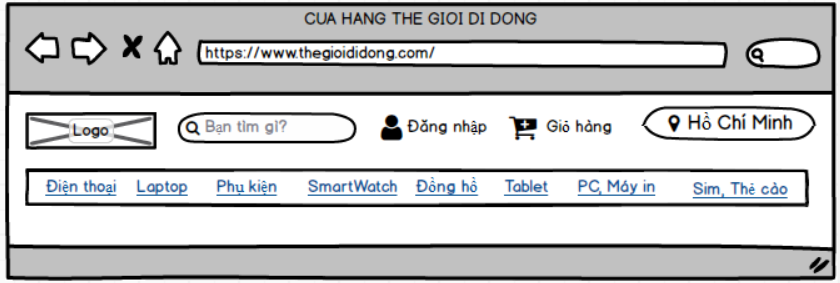 CUA HANG THE GIOI DI DONG
https://www.thegioididong.com/
Logo Bạn tìm gì? Đăng nhập Giỏ hàng Hồ Chí Minh
Điện thoại Laptop Phụ kiện SmartWatch Đồng hồ Tablet PC, Máy in Sim, Thẻ cào